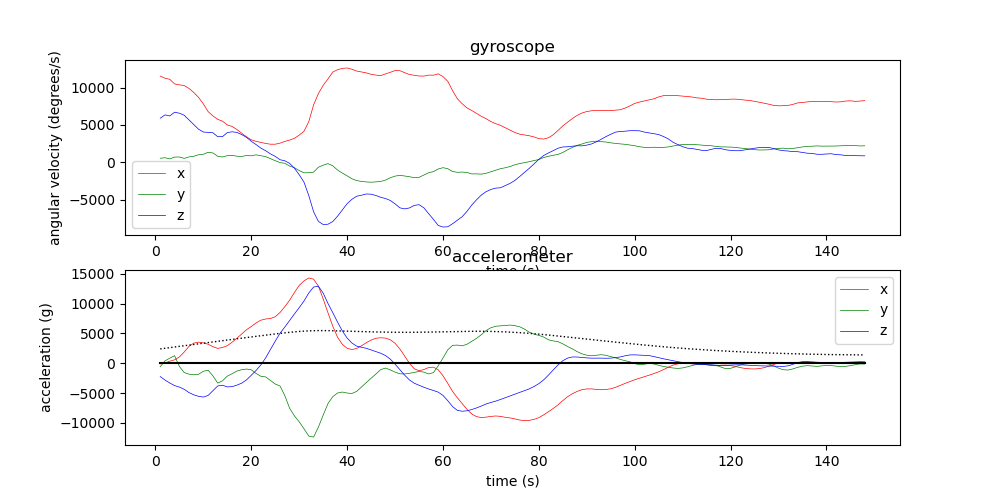 gyroscope
angular velocity (degrees/s)
10000
5000
0
−5000
x
y
z
0 20 40 60 80 100 120 140
time (s)
accelerometer
acceleration (g)
15000
10000
5000
0
−5000
−10000
x
y
z
0 20 40 60 80 100 120 140
time (s)